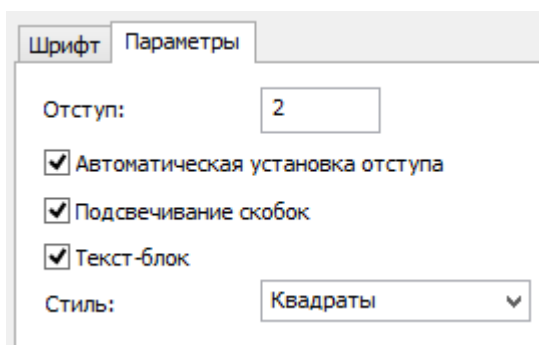 Шрифт Параметры
Отступ: 2
Автоматическая установка отступа
Подсвечивание скобок
Текст-блок
Стиль: Квадраты